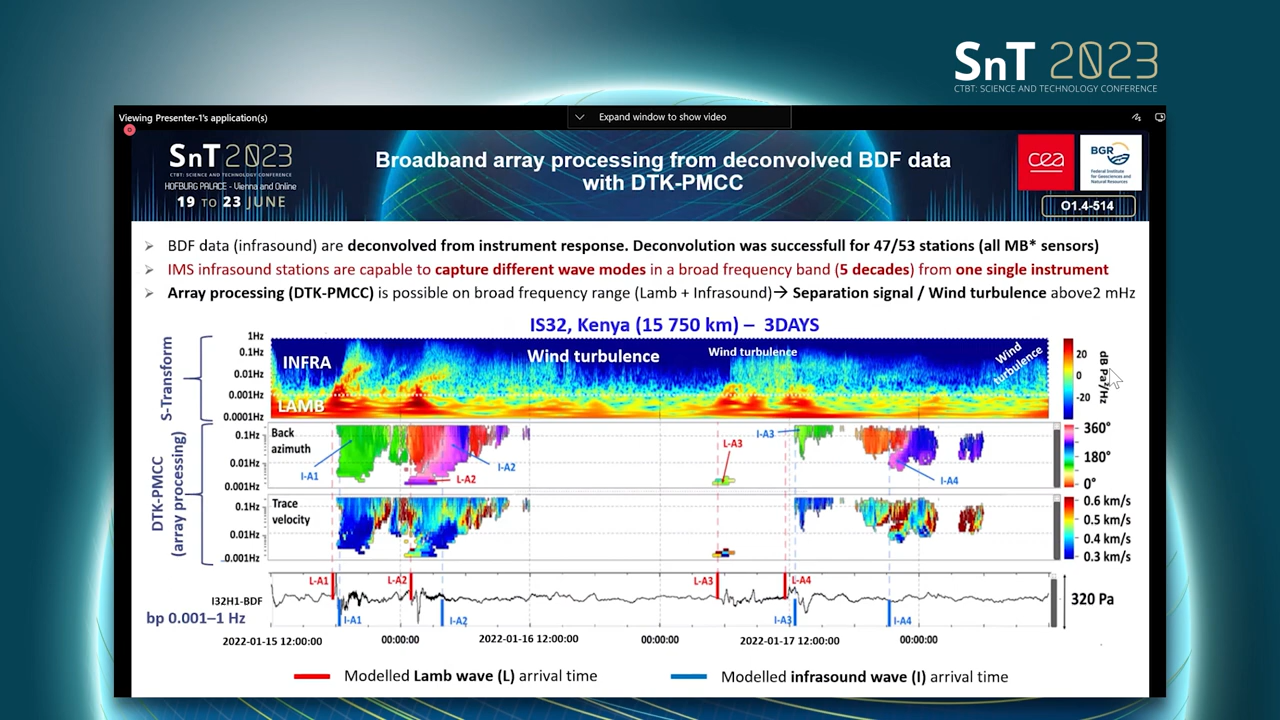 SnT 2023
CTBT: SCIENCE AND TECHNOLOGY CONFERENCE
Viewing Presenter-1's application(s)
Expand window to show video
SnT 2023
CTBT: SCIENCE AND TECHNOLOGY CONFERENCE
HOFBURG PALACE - Vienna and Online
19 TO 23 JUNE
Broadband array processing from deconvolved BDF data
with DTK-PMCC
cea
BGR
Federal Institute for Geosciences and Natural Resources
O1.4-514
BDF data (infrasound) are deconvolved from instrument response. Deconvolution was successfull for 47/53 stations (all MB* sensors)
IMS infrasound stations are capable to capture different wave modes in a broad frequency band (5 decades) from one single instrument
Array processing (DTK-PMCC) is possible on broad frequency range (Lamb + Infrasound)→ Separation signal / Wind turbulence above2 mHz
IS32, Kenya (15 750 km) – 3DAYS
S-Transform
1Hz
0.1Hz
0.01Hz
0.001Hz
0.0001Hz
INFRA
LAMB
Wind turbulence
Wind turbulence
Wind turbulence
20
0
-20
dB Pa²/Hz
DTK-PMCC
(array processing)
0.1Hz
0.01Hz
0.001Hz
Back
azimuth
I-A1
L-A2
I-A2
L-A3
I-A3
I-A4
360°
180°
0°
0.1Hz
0.01Hz
0.001Hz
Trace
velocity
0.6 km/s
0.5 km/s
0.4 km/s
0.3 km/s
L-A1
L-A2
L-A3
L-A4
I32H1-BDF
320 Pa
bp 0.001–1 Hz
I-A1
I-A2
I-A3
I-A4
2022-01-15 12:00:00
00:00:00
2022-01-16 12:00:00
00:00:00
2022-01-17 12:00:00
00:00:00
Modelled Lamb wave (L) arrival time
Modelled infrasound wave (I) arrival time